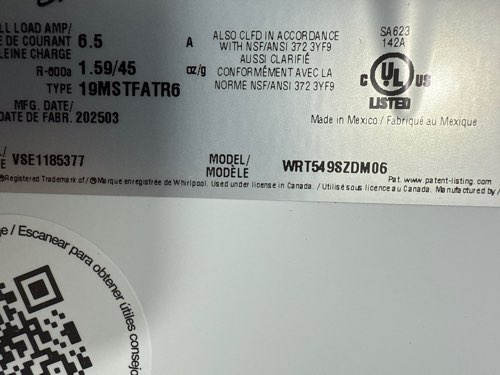 LL LOAD AMP/
DE DE COURANT 6.5 A
LEINE CHARGE
R-600a 1.59/45 oz/g
TYPE 19MSTFATR6
MFG. DATE/
DATE DE FABR. 202503
ALSO CLFD IN ACCORDANCE
WITH NSF/ANSI 372 3YF9
AUSSI CLARIFIÉ
CONFORMÉMENT AVEC LA
NORME NSF/ANSI 372 3YF9
SA623
142A
C UL US
LISTED
Made in Mexico / Fabriqué au Mexique
VSE1185377
MODEL/
MODÈLE
WRT549SZDM06
Pat. www.patent-listing.com
®Registered Trademark of / ®Marque enregistrée de Whirlpool. Used under license in Canada. / Utilisé sous licence au Canada. Manufactured by /
e / Escanear para obtener útiles consejos